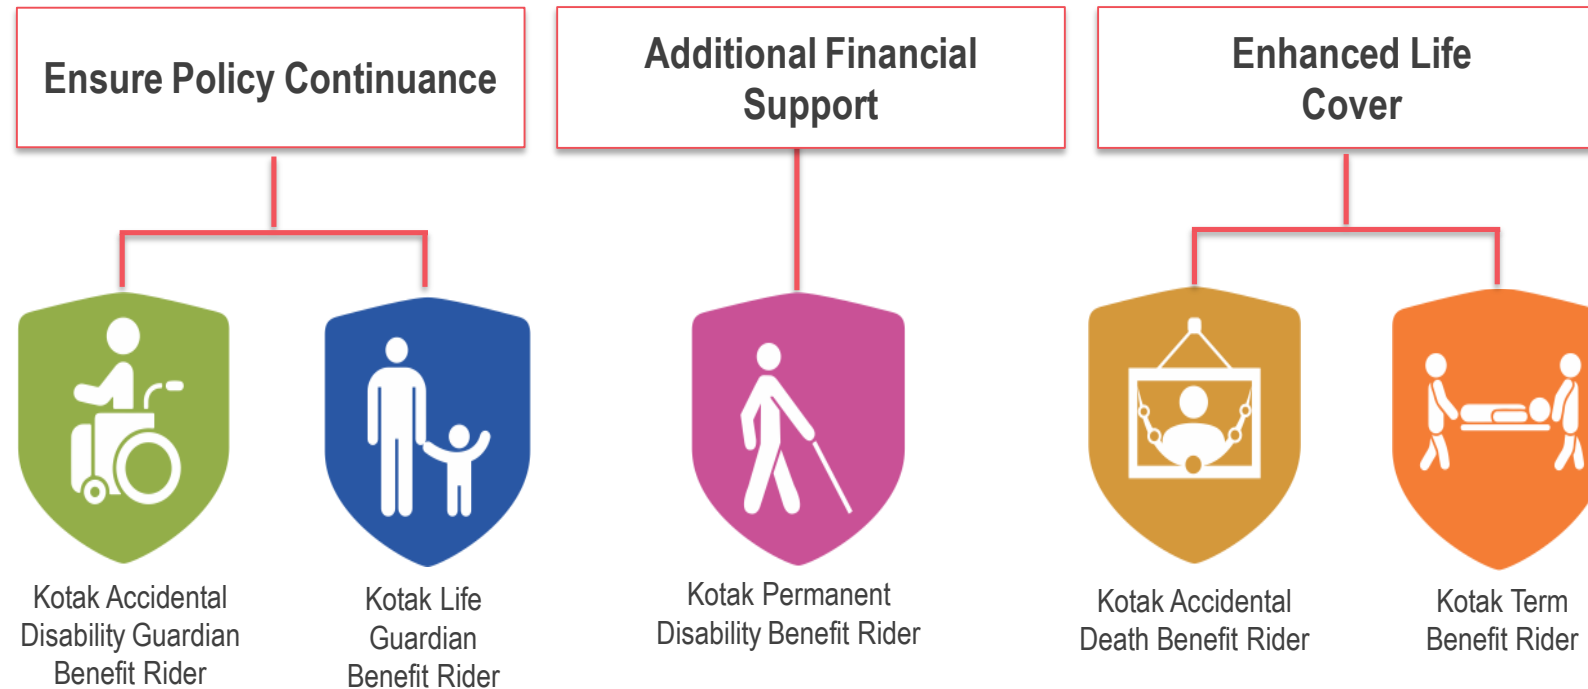 Ensure Policy Continuance
Additional Financial
Support
Enhanced Life
Cover
Kotak Accidental
Disability Guardian
Benefit Rider
Kotak Life
Guardian
Benefit Rider
Kotak Permanent
Disability Benefit Rider
Kotak Accidental
Death Benefit Rider
Kotak Term
Benefit Rider